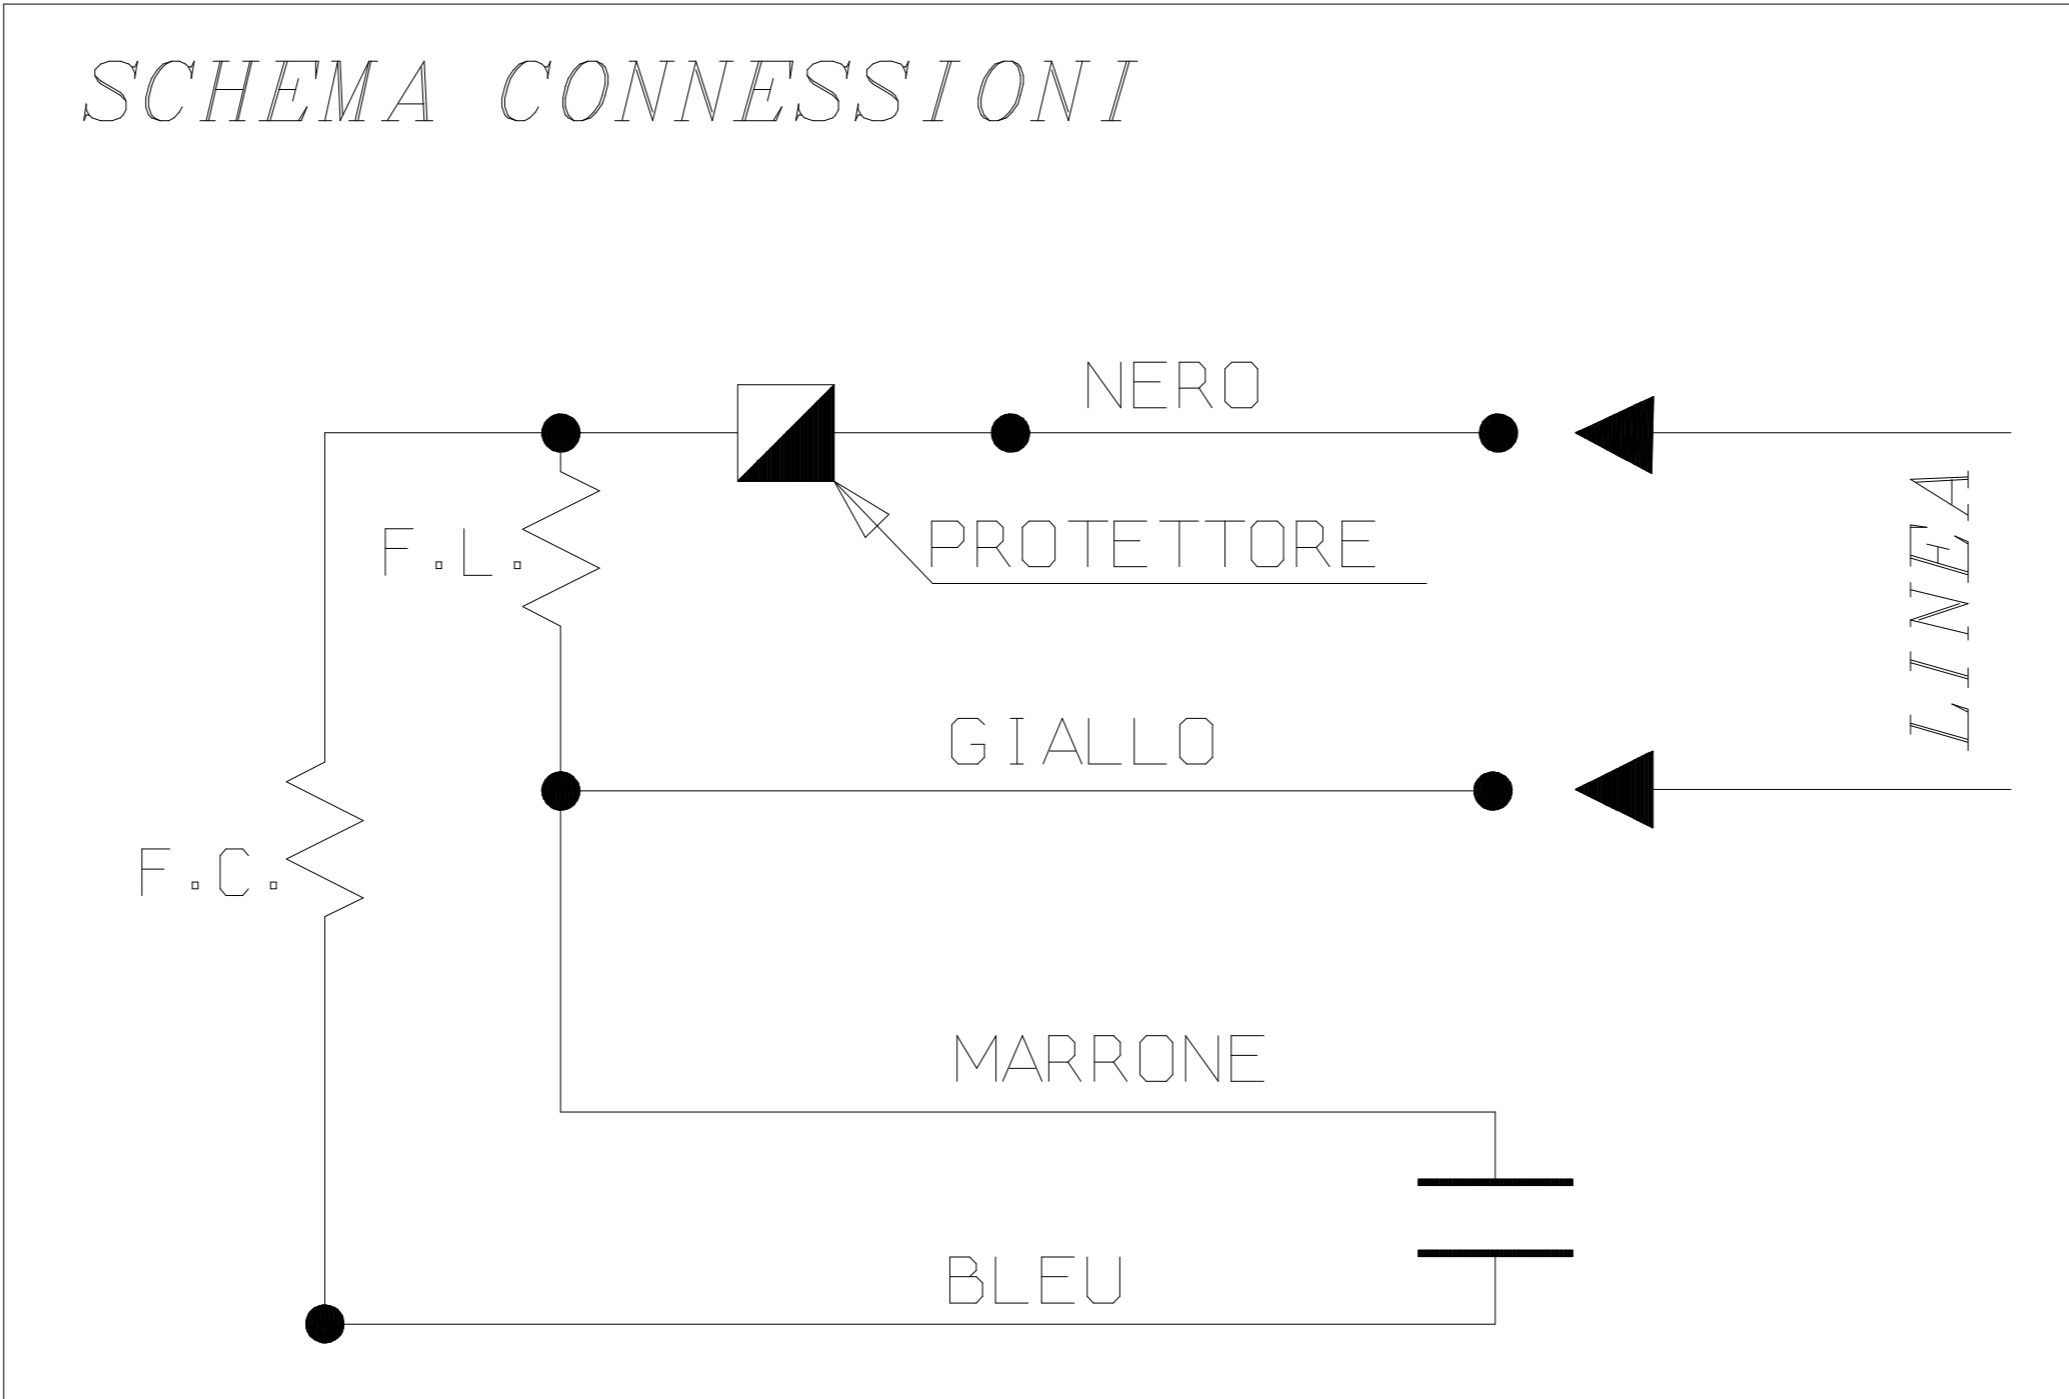 SCHEMA CONNESSIONI
NERO
F.L.
PROTETTORE
LINEA
GIALLO
F.C.
MARRONE
BLEU